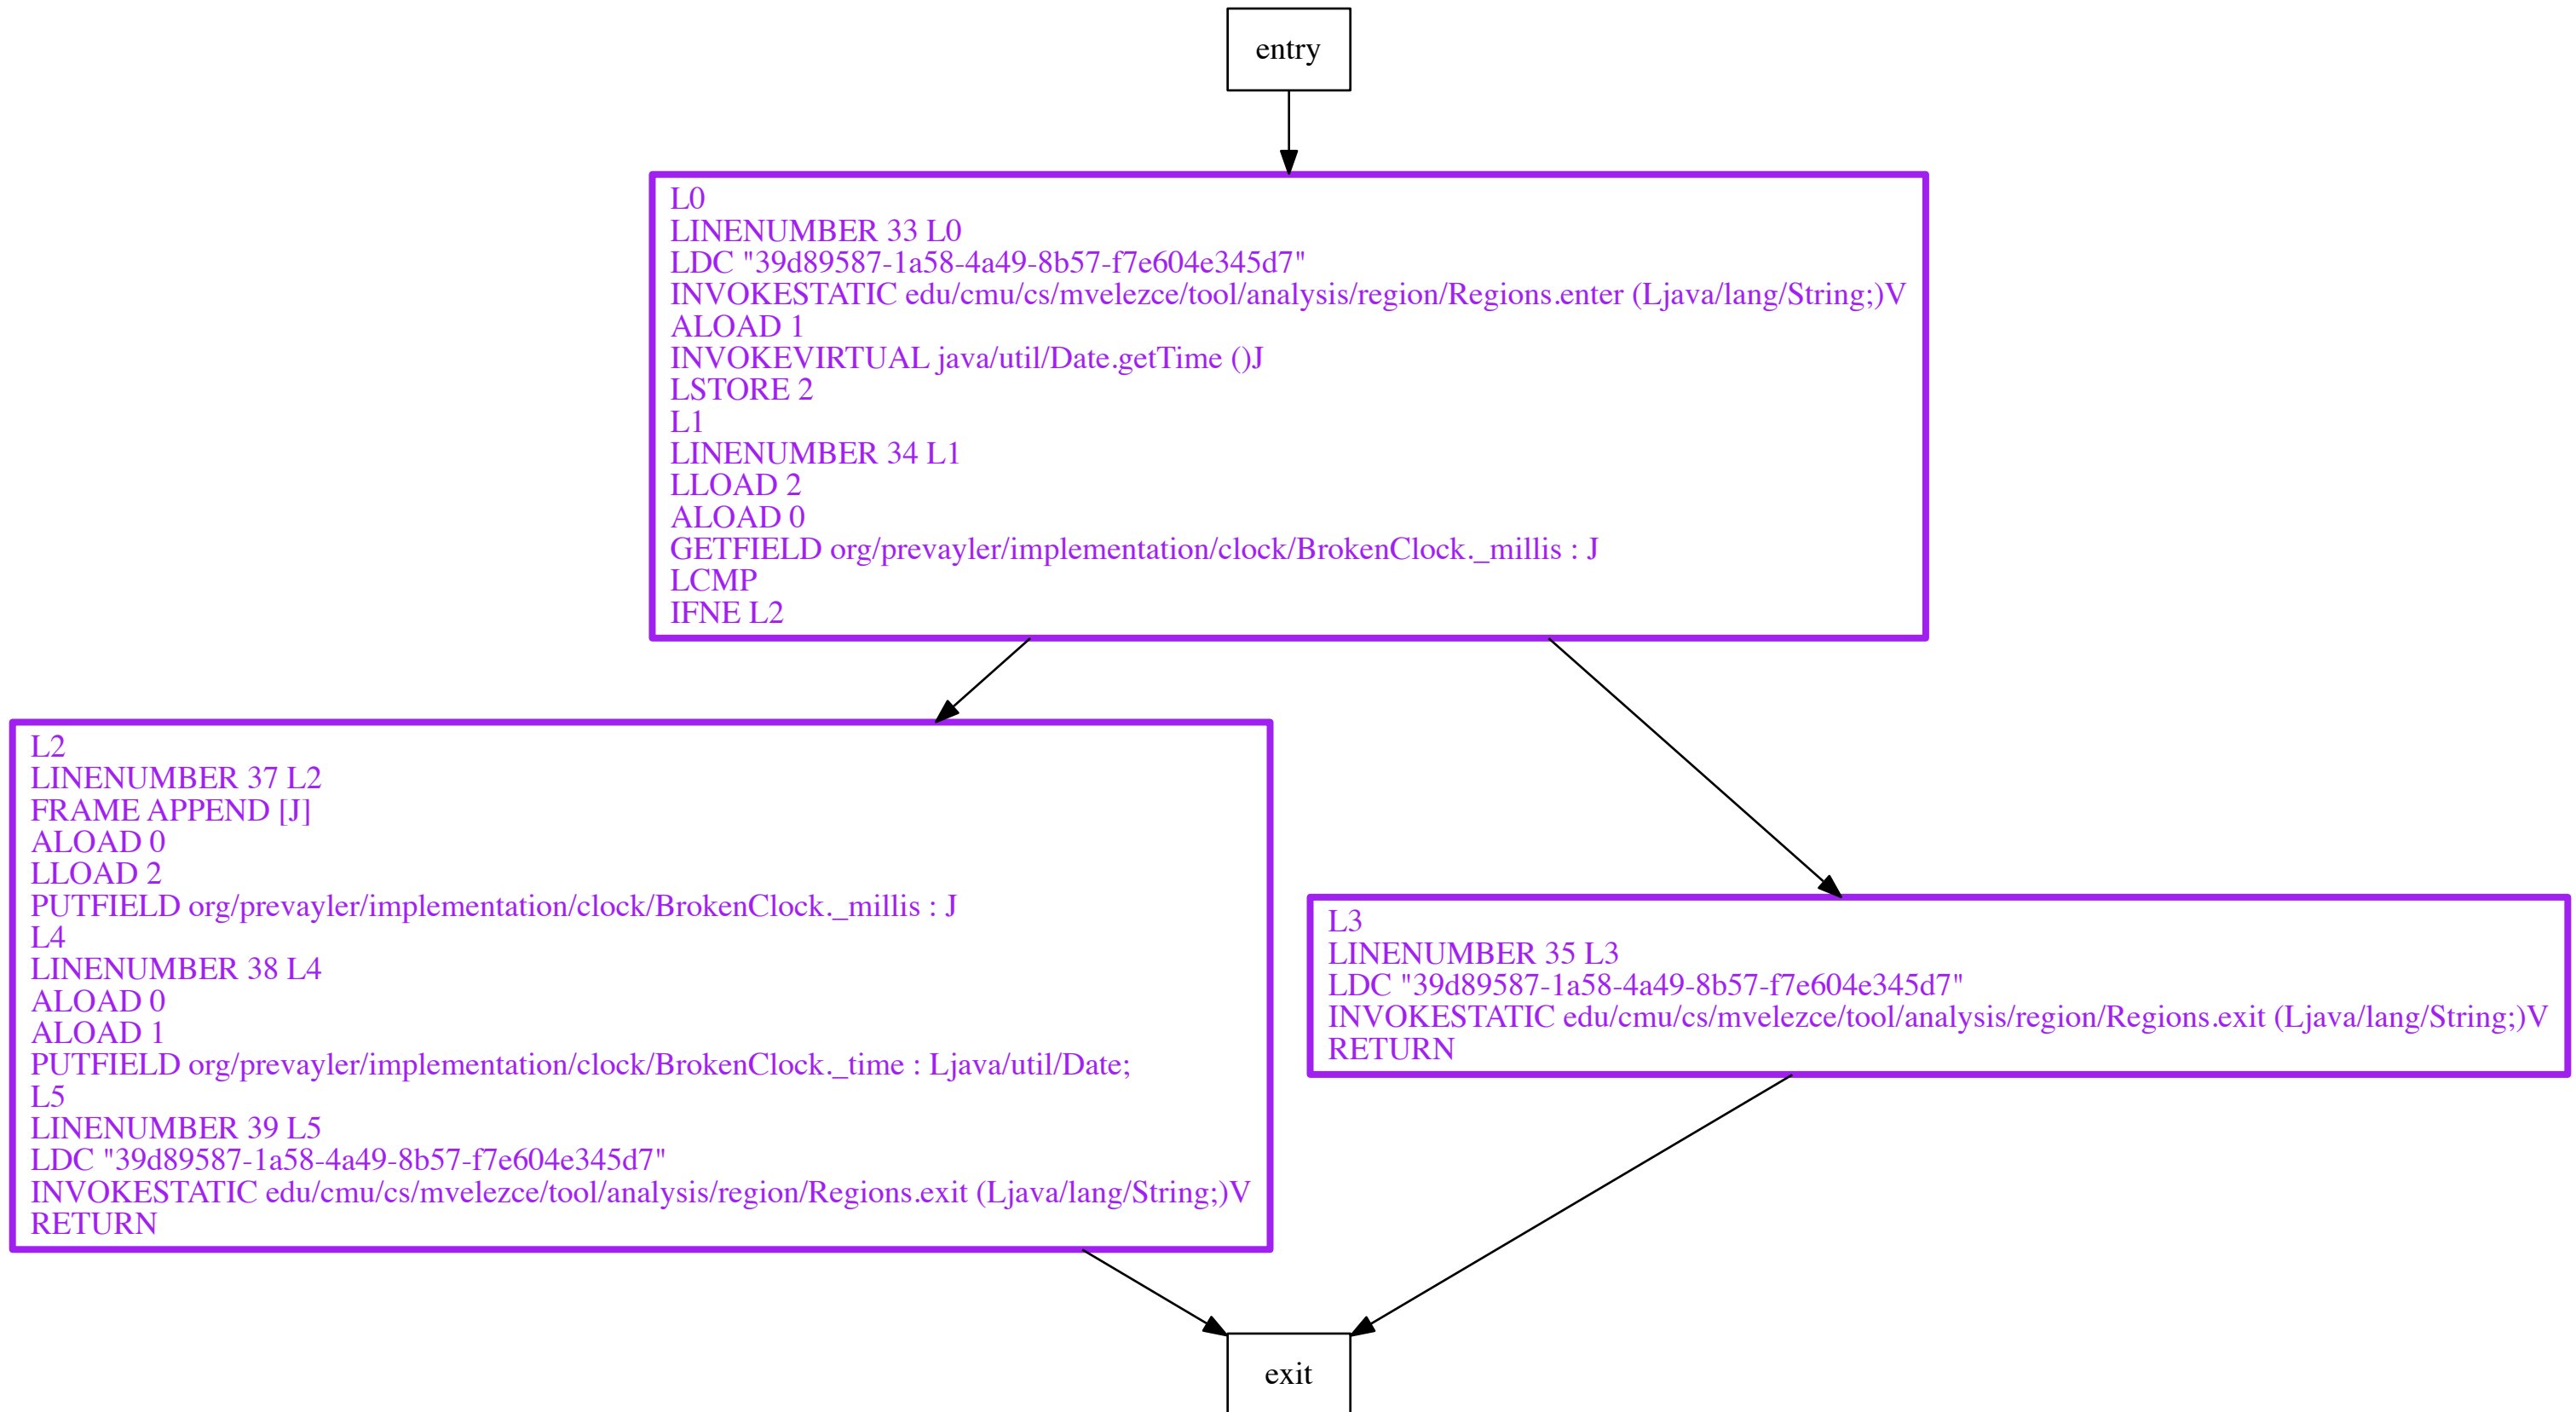 entry
L0
LINENUMBER 33 L0
LDC "39d89587-1a58-4a49-8b57-f7e604e345d7"
INVOKESTATIC edu/cmu/cs/mvelezce/tool/analysis/region/Regions.enter (Ljava/lang/String;)V
ALOAD 1
INVOKEVIRTUAL java/util/Date.getTime ()J
LSTORE 2
L1
LINENUMBER 34 L1
LLOAD 2
ALOAD 0
GETFIELD org/prevayler/implementation/clock/BrokenClock._millis : J
LCMP
IFNE L2
L2
LINENUMBER 37 L2
FRAME APPEND [J]
ALOAD 0
LLOAD 2
PUTFIELD org/prevayler/implementation/clock/BrokenClock._millis : J
L4
LINENUMBER 38 L4
ALOAD 0
ALOAD 1
PUTFIELD org/prevayler/implementation/clock/BrokenClock._time : Ljava/util/Date;
L5
LINENUMBER 39 L5
LDC "39d89587-1a58-4a49-8b57-f7e604e345d7"
INVOKESTATIC edu/cmu/cs/mvelezce/tool/analysis/region/Regions.exit (Ljava/lang/String;)V
RETURN
L3
LINENUMBER 35 L3
LDC "39d89587-1a58-4a49-8b57-f7e604e345d7"
INVOKESTATIC edu/cmu/cs/mvelezce/tool/analysis/region/Regions.exit (Ljava/lang/String;)V
RETURN
exit